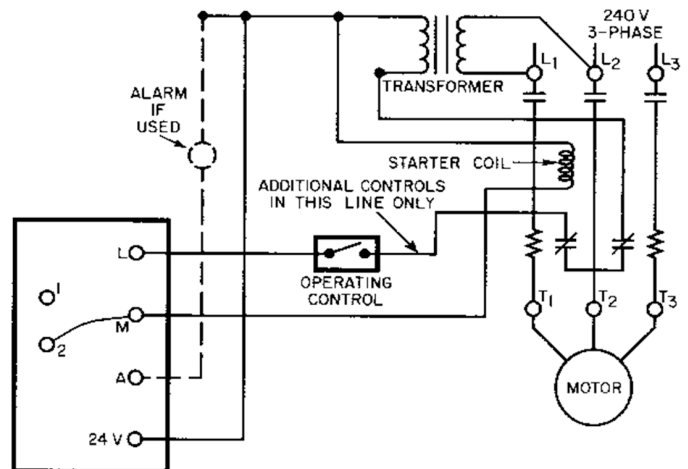 240 V
3-PHASE
L1
L2
L3
TRANSFORMER
ALARM
IF
USED
STARTER COIL
ADDITIONAL CONTROLS
IN THIS LINE ONLY
L
OPERATING
CONTROL
1
M
2
T1
T2
T3
A
MOTOR
24 V